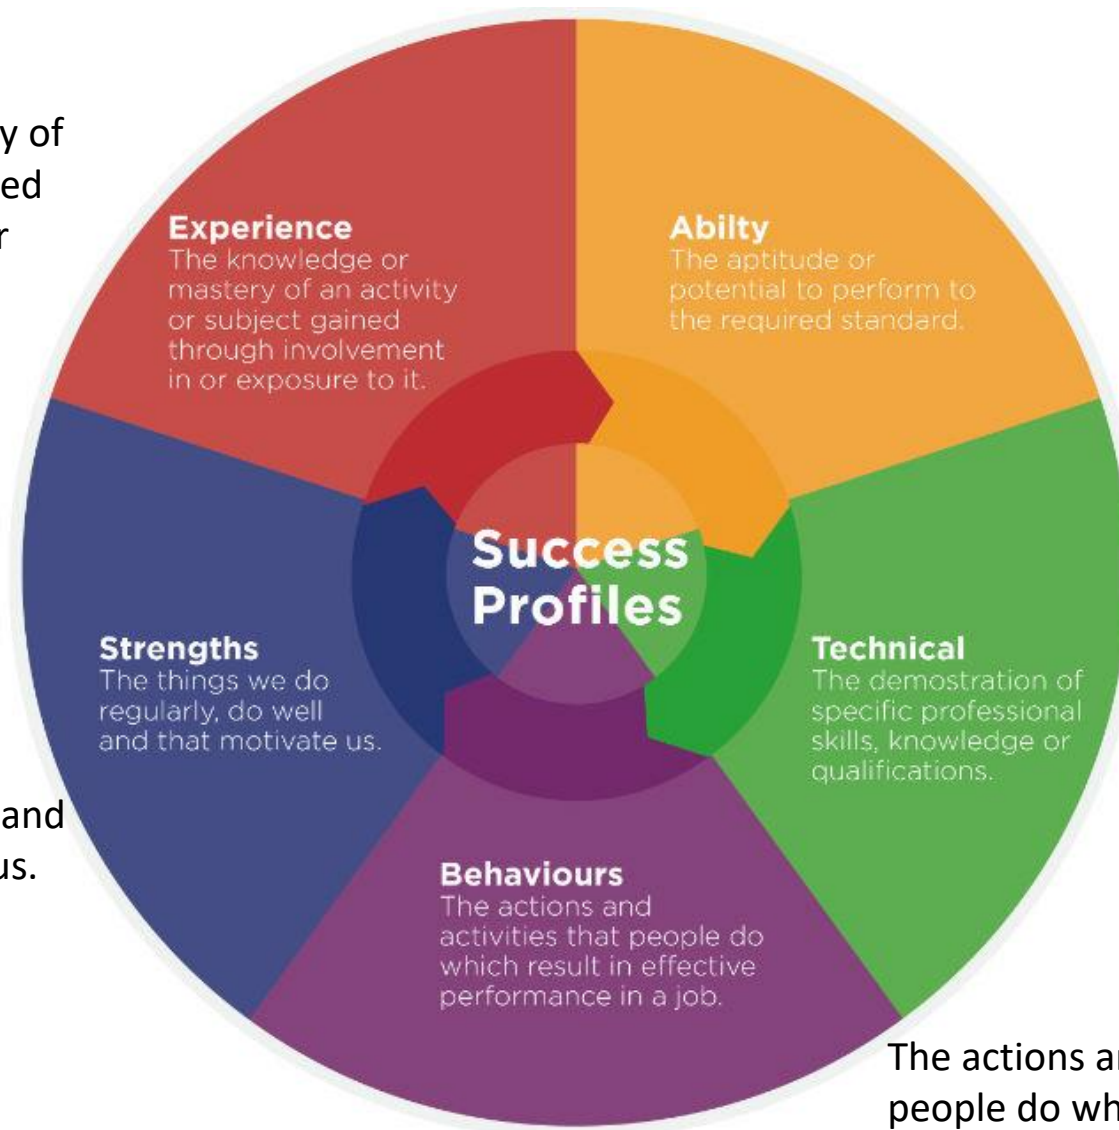 y of
ed
r
Experience
The knowledge or
mastery of an activity
or subject gained
through involvement
in or exposure to it.
Abilty
The aptitude or
potential to perform to
the required standard.
Success
Profiles
Strengths
The things we do
regularly, do well
and that motivate us.
Technical
The demostration of
specific professional
skills, knowledge or
qualifications.
and
us.
Behaviours
The actions and
activities that people do
which result in effective
performance in a job.
The actions a
people do wh